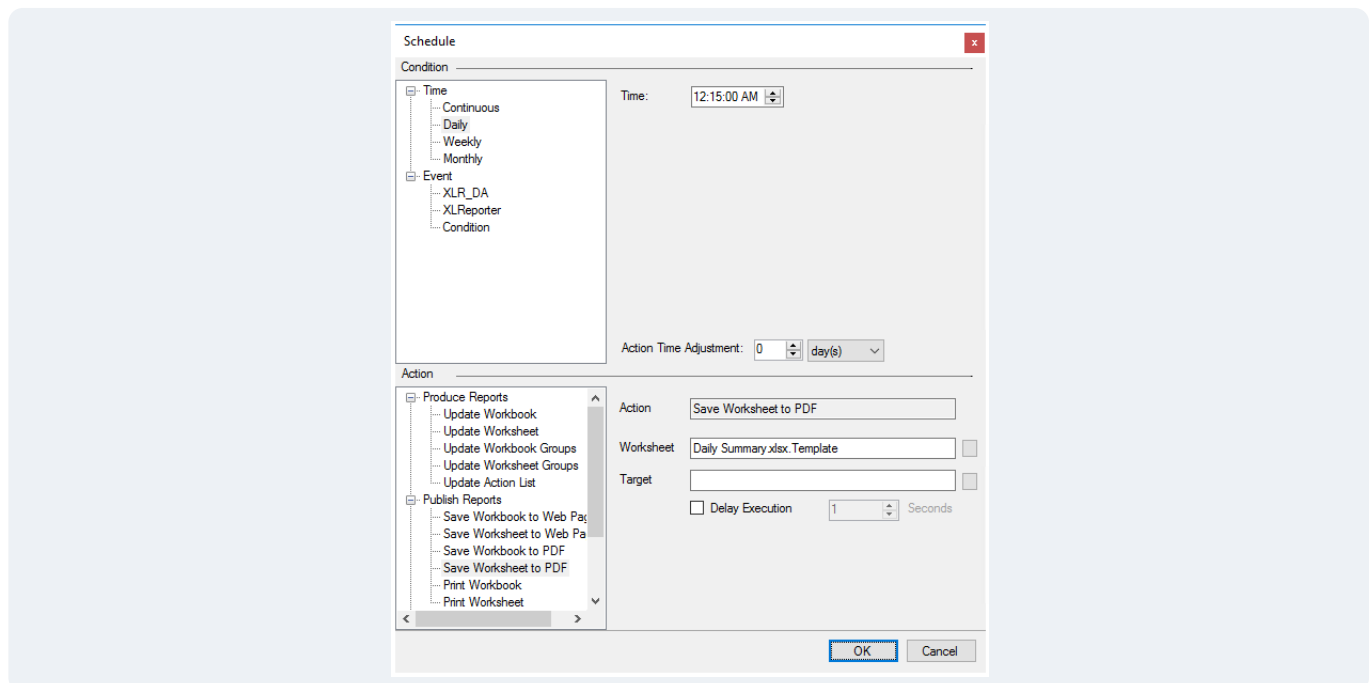 Schedule
x
Condition
Time
Continuous
Daily
Weekly
Monthly
Event
XLR_DA
XLReporter
Condition
Time:
12:15:00 AM
Action Time Adjustment:
0
day(s)
Action
Produce Reports
Update Workbook
Update Worksheet
Update Workbook Groups
Update Worksheet Groups
Update Action List
Publish Reports
Save Workbook to Web Pag
Save Worksheet to Web Pa
Save Workbook to PDF
Save Worksheet to PDF
Print Workbook
Print Worksheet
Action
Save Worksheet to PDF
Worksheet
Daily Summary.xlsx.Template
Target
Delay Execution
1
Seconds
OK
Cancel